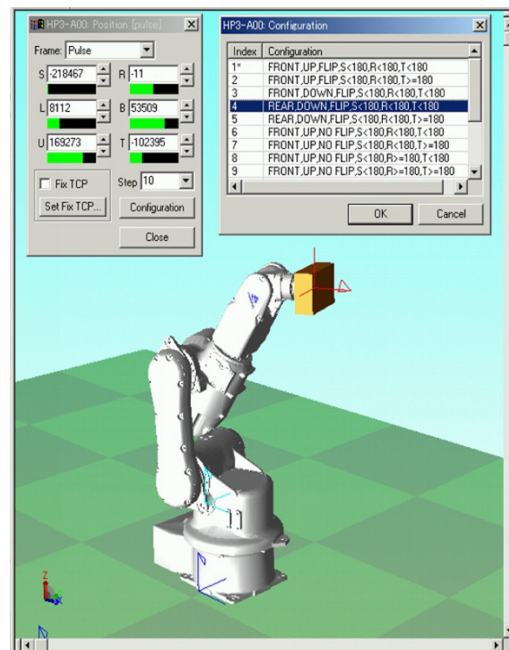 HP3-A00: Position [pulse]
Frame: Pulse
S -218467 R -11
L 8112 B 53509
U 169273 T -102395
Fix TCP Step 10
Set Fix TCP... Configuration
Close
HP3-A00: Configuration
Index Configuration
1* FRONT,UP,FLIP,S<180,R<180,T<180
2 FRONT,UP,FLIP,S<180,R<180,T>=180
3 FRONT,DOWN,FLIP,S<180,R<180,T<180
4 REAR,DOWN,FLIP,S<180,R<180,T<180
5 REAR,DOWN,FLIP,S<180,R<180,T>=180
6 FRONT,UP,NO FLIP,S<180,R<180,T<180
7 FRONT,UP,NO FLIP,S<180,R<180,T>=180
8 FRONT,UP,NO FLIP,S<180,R>=180,T<180
9 FRONT,UP,NO FLIP,S<180,R>=180,T>=180
OK Cancel
Z